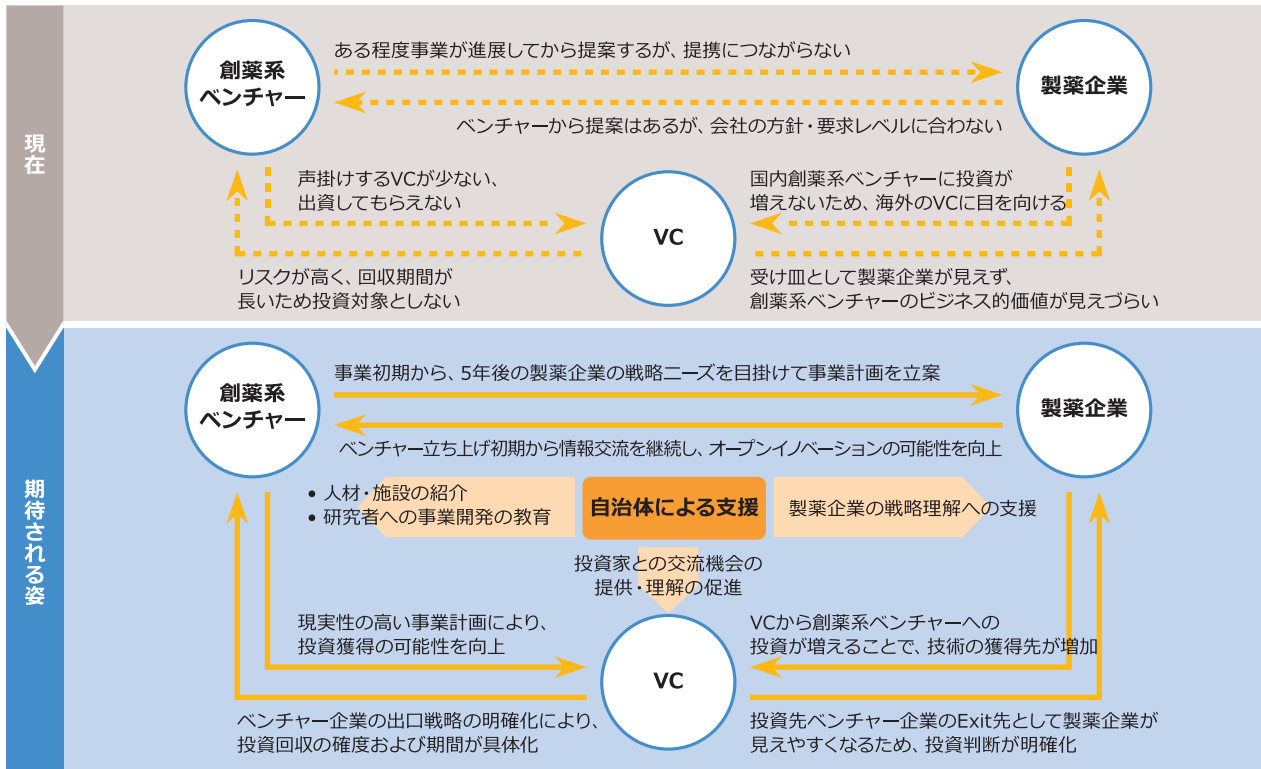 現在
創薬系
ベンチャー
ある程度事業が進展してから提案するが、提携につながらない
製薬企業
ベンチャーから提案はあるが、会社の方針・要求レベルに合わない
声掛けするVCが少ない、
出資してもらえない
VC
国内創薬系ベンチャーに投資が
増えないため、海外のVCに目を向ける
リスクが高く、回収期間が
長いため投資対象としない
受け皿として製薬企業が見えず、
創薬系ベンチャーのビジネス的価値が見えづらい
期待される姿
創薬系
ベンチャー
事業初期から、5年後の製薬企業の戦略ニーズを目掛けて事業計画を立案
製薬企業
ベンチャー立ち上げ初期から情報交流を継続し、オープンイノベーションの可能性を向上
• 人材・施設の紹介
• 研究者への事業開発の教育
自治体による支援
製薬企業の戦略理解への支援
投資家との交流機会の
提供・理解の促進
現実性の高い事業計画により、
投資獲得の可能性を向上
VC
VCから創薬系ベンチャーへの
投資が増えることで、技術の獲得先が増加
ベンチャー企業の出口戦略の明確化により、
投資回収の確度および期間が具体化
投資先ベンチャー企業のExit先として製薬企業が
見えやすくなるため、投資判断が明確化